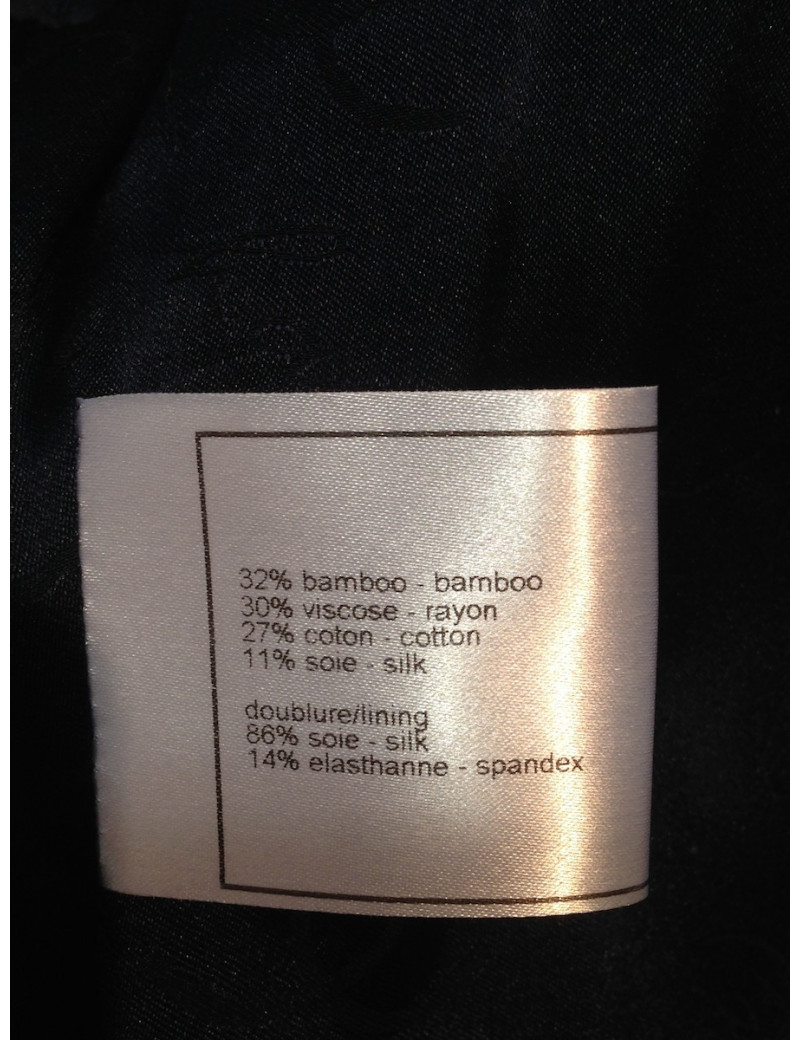 32% bamboo - bamboo
30% viscose - rayon
27% coton - cotton
11% soie - silk
doublure/lining
86% soie - silk
14% elasthanne - spandex